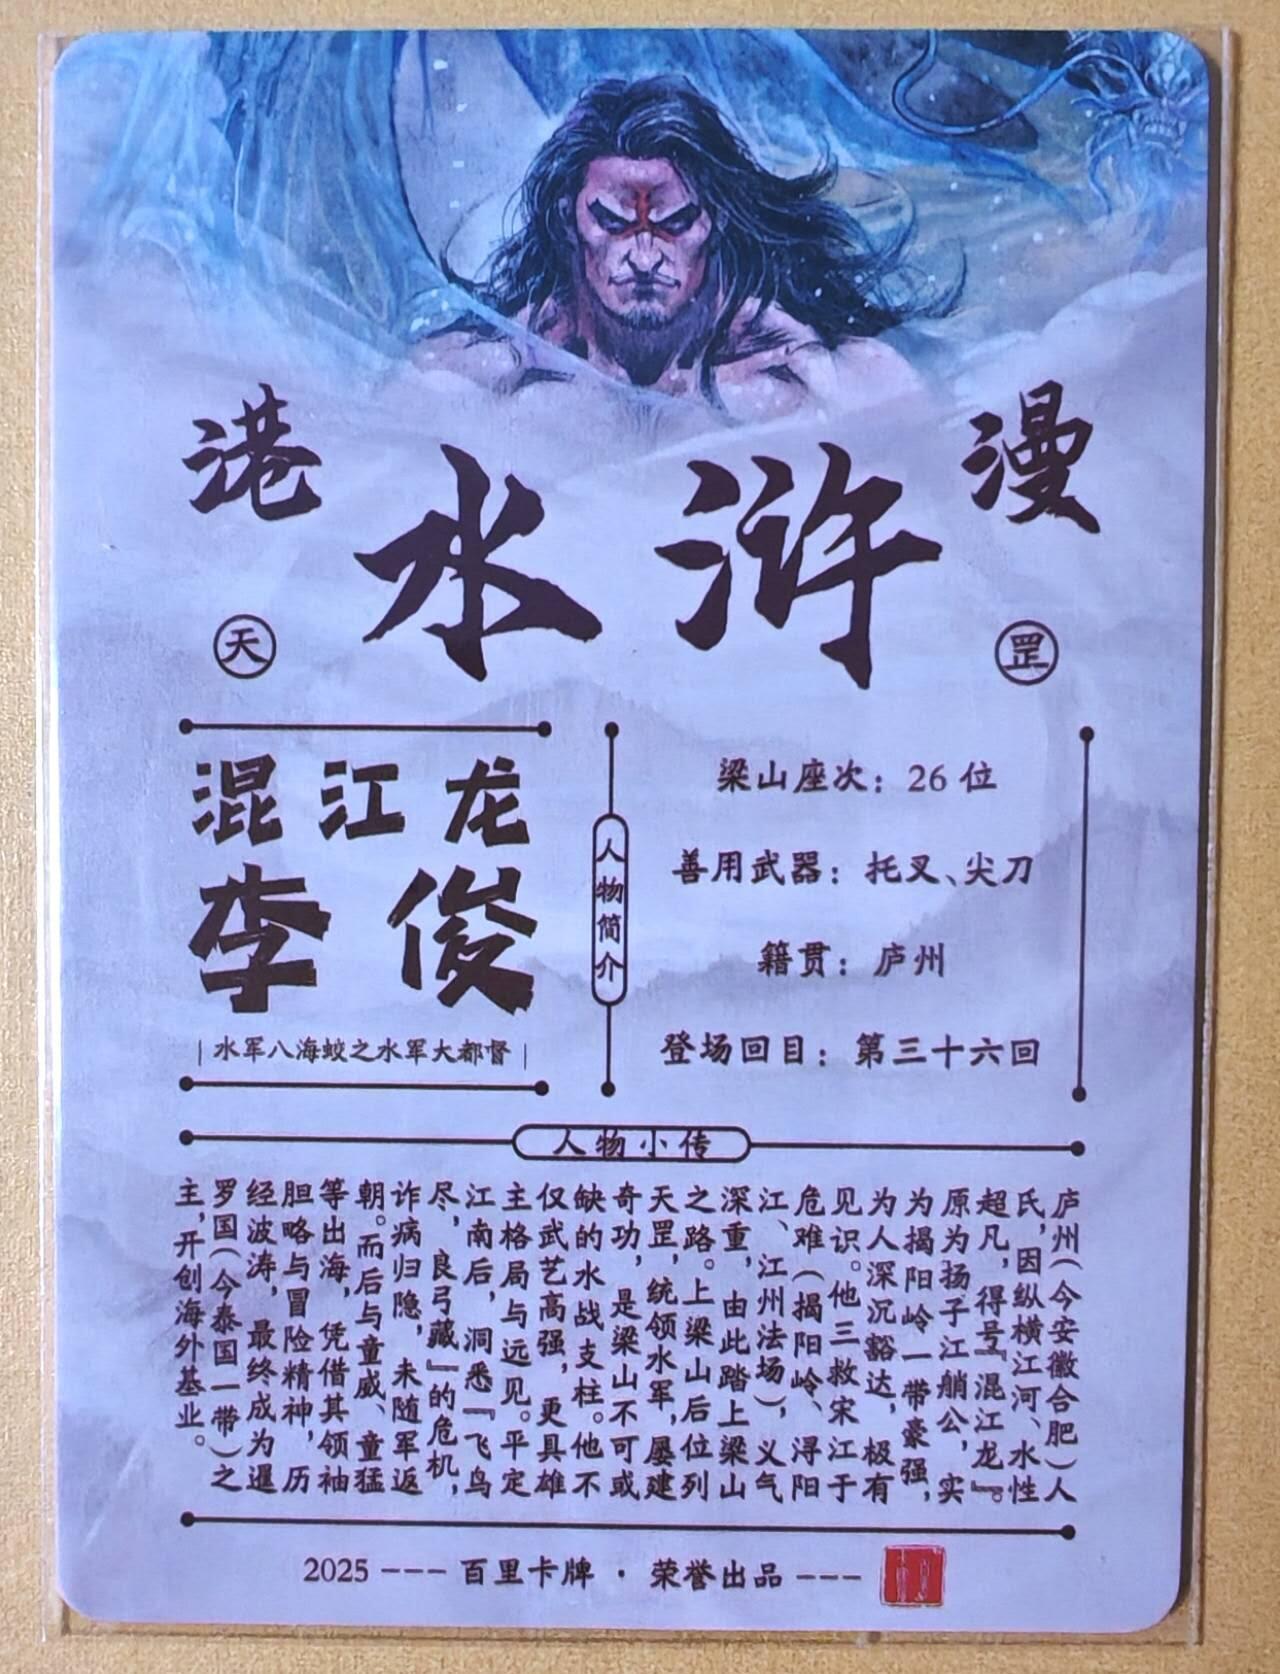 港漫
水浒
天罡
混江龙
李俊
水军八海蛟之水军大都督
人物简介
梁山座次：26 位
善用武器：托叉、尖刀
籍贯：庐州
登场回目：第三十六回
人物小传
庐州（今安徽合肥）人
氏，因纵横江河、水性
超凡，得号『混江龙』。
原为扬子江艄公，实
为揭阳岭一带豪强，
为人深沉豁达，极有
见识。他三救宋江于
危难（揭阳岭、浔阳
江、江州法场），义气
深重，由此踏上梁山
之路。上梁山后位列
天罡，统领水军，屡建
奇功，是梁山不可或
缺的水战支柱。他不
仅武艺高强，更具雄
主格局与远见。平定
江南后，洞悉『飞鸟
尽，良弓藏』的危机，
诈病归隐，未随军返
朝。而后与童威、童猛
等出海，凭借其领袖
胆略与冒险精神，历
经波涛，最终成为暹
罗国（今泰国一带）之
主，开创海外基业。
2025 --- 百里卡牌 · 荣誉出品 ---